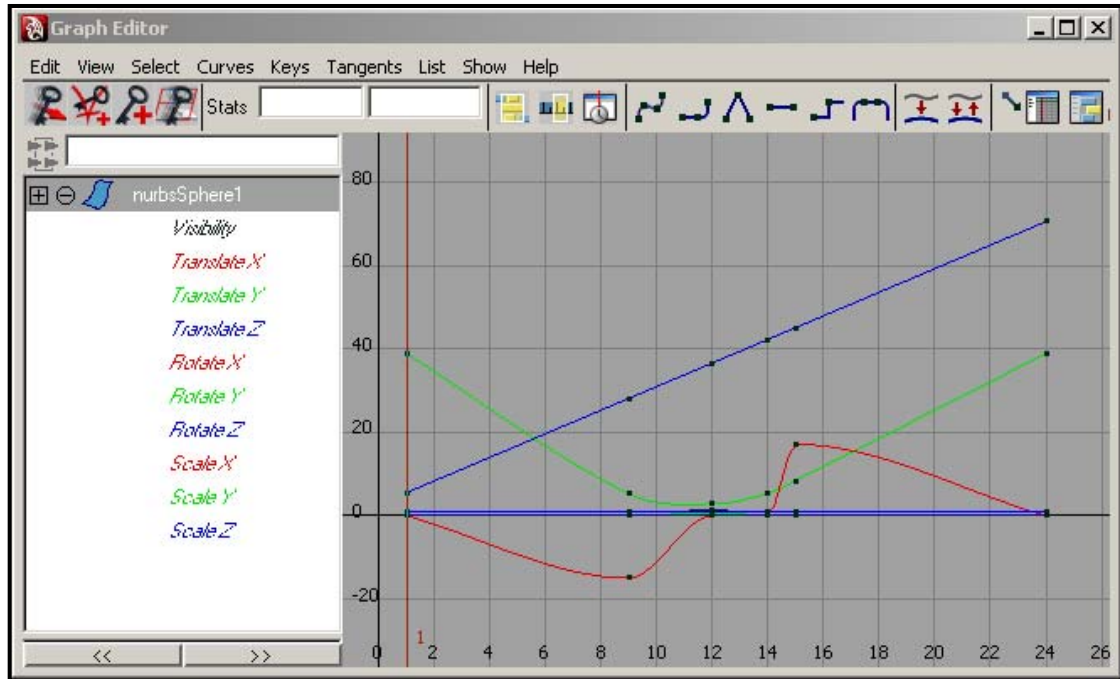 Graph Editor
Edit View Select Curves Keys Tangents List Show Help
Stats
nurbsSphere1
Visibility
Translate X
Translate Y
Translate Z
Rotate X
Rotate Y
Rotate Z
Scale X
Scale Y
Scale Z
<< >>
80
60
40
20
0
-20
1
0 2 4 6 8 10 12 14 16 18 20 22 24 26